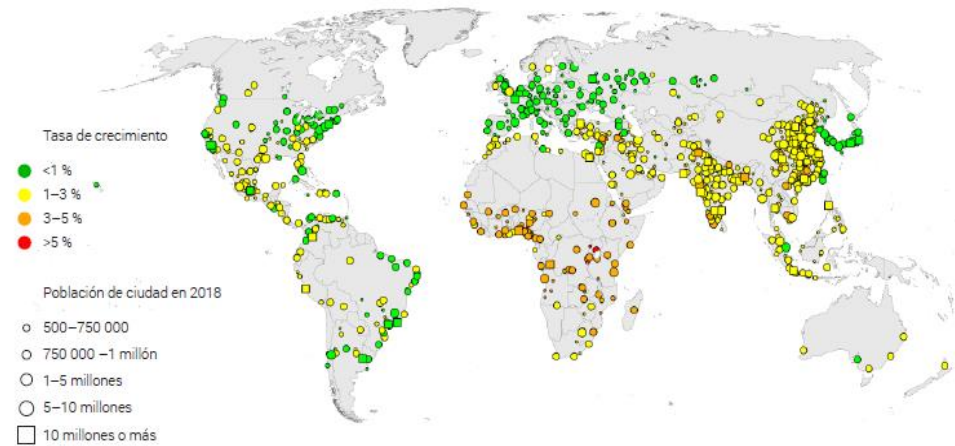 Tasa de crecimiento
<1 %
1–3 %
3–5 %
>5 %
Población de ciudad en 2018
500–750 000
750 000 –1 millón
1–5 millones
5–10 millones
10 millones o más